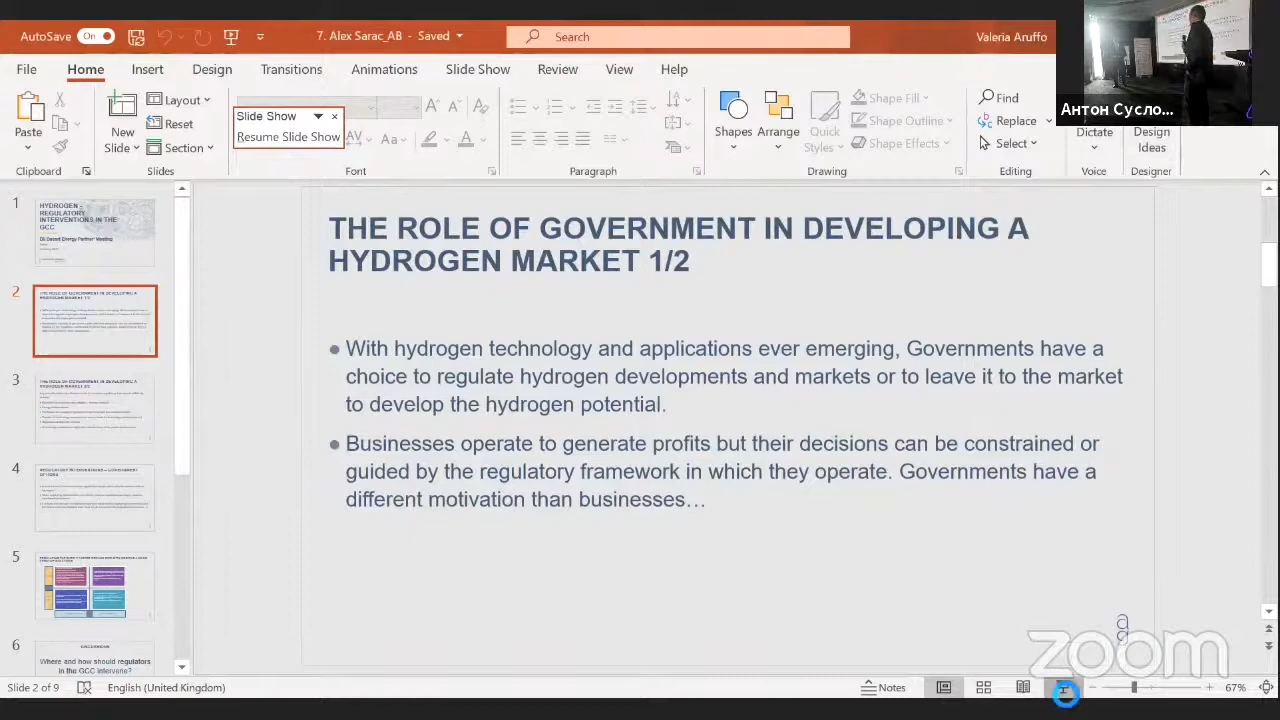 AutoSave On
7. Alex Sarac_AB - Saved
Search
Valeria Aruffo
File Home Insert Design Transitions Animations Slide Show Review View Help
Paste
Clipboard
New
Slide
Layout
Reset
Section
Slides
Slide Show
Resume Slide Show
Font
Paragraph
Shapes
Arrange
Quick
Styles
Shape Fill
Shape Outline
Shape Effects
Drawing
Find
Replace
Select
Editing
Dictate
Voice
Design
Ideas
Designer
Антон Сусло...
1
HYDROGEN -
REGULATORY
INTERVENTIONS IN THE
GCC
2
3
4
5
6
Where and how should regulators
in the GCC intervene?
THE ROLE OF GOVERNMENT IN DEVELOPING A
HYDROGEN MARKET 1/2
With hydrogen technology and applications ever emerging, Governments have a
choice to regulate hydrogen developments and markets or to leave it to the market
to develop the hydrogen potential.
Businesses operate to generate profits but their decisions can be constrained or
guided by the regulatory framework in which they operate. Governments have a
different motivation than businesses…
zoom
Slide 2 of 9
English (United Kingdom)
Notes
67%